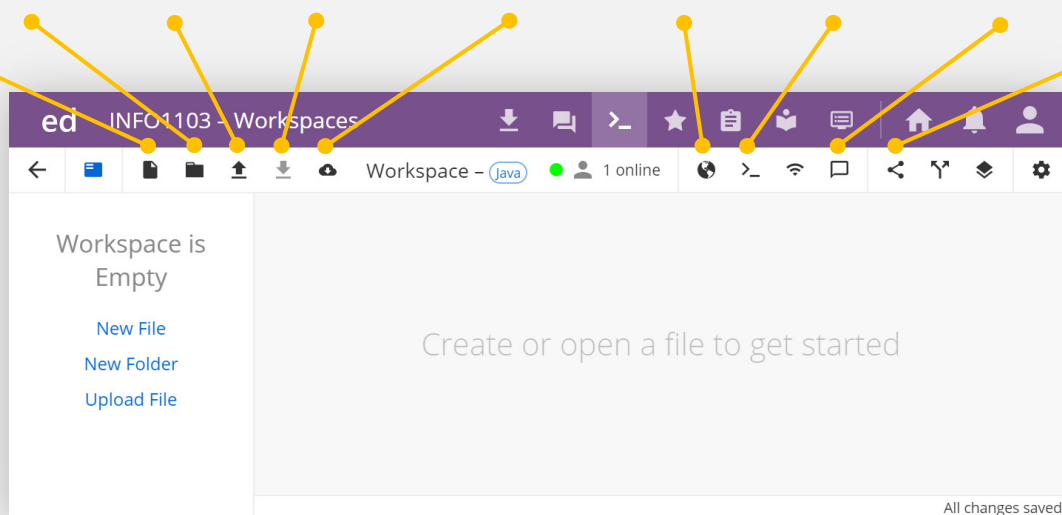 ed INFO1103 – Workspaces
Workspace – Java 1 online
Workspace is
Empty
New File
New Folder
Upload File
Create or open a file to get started
All changes saved